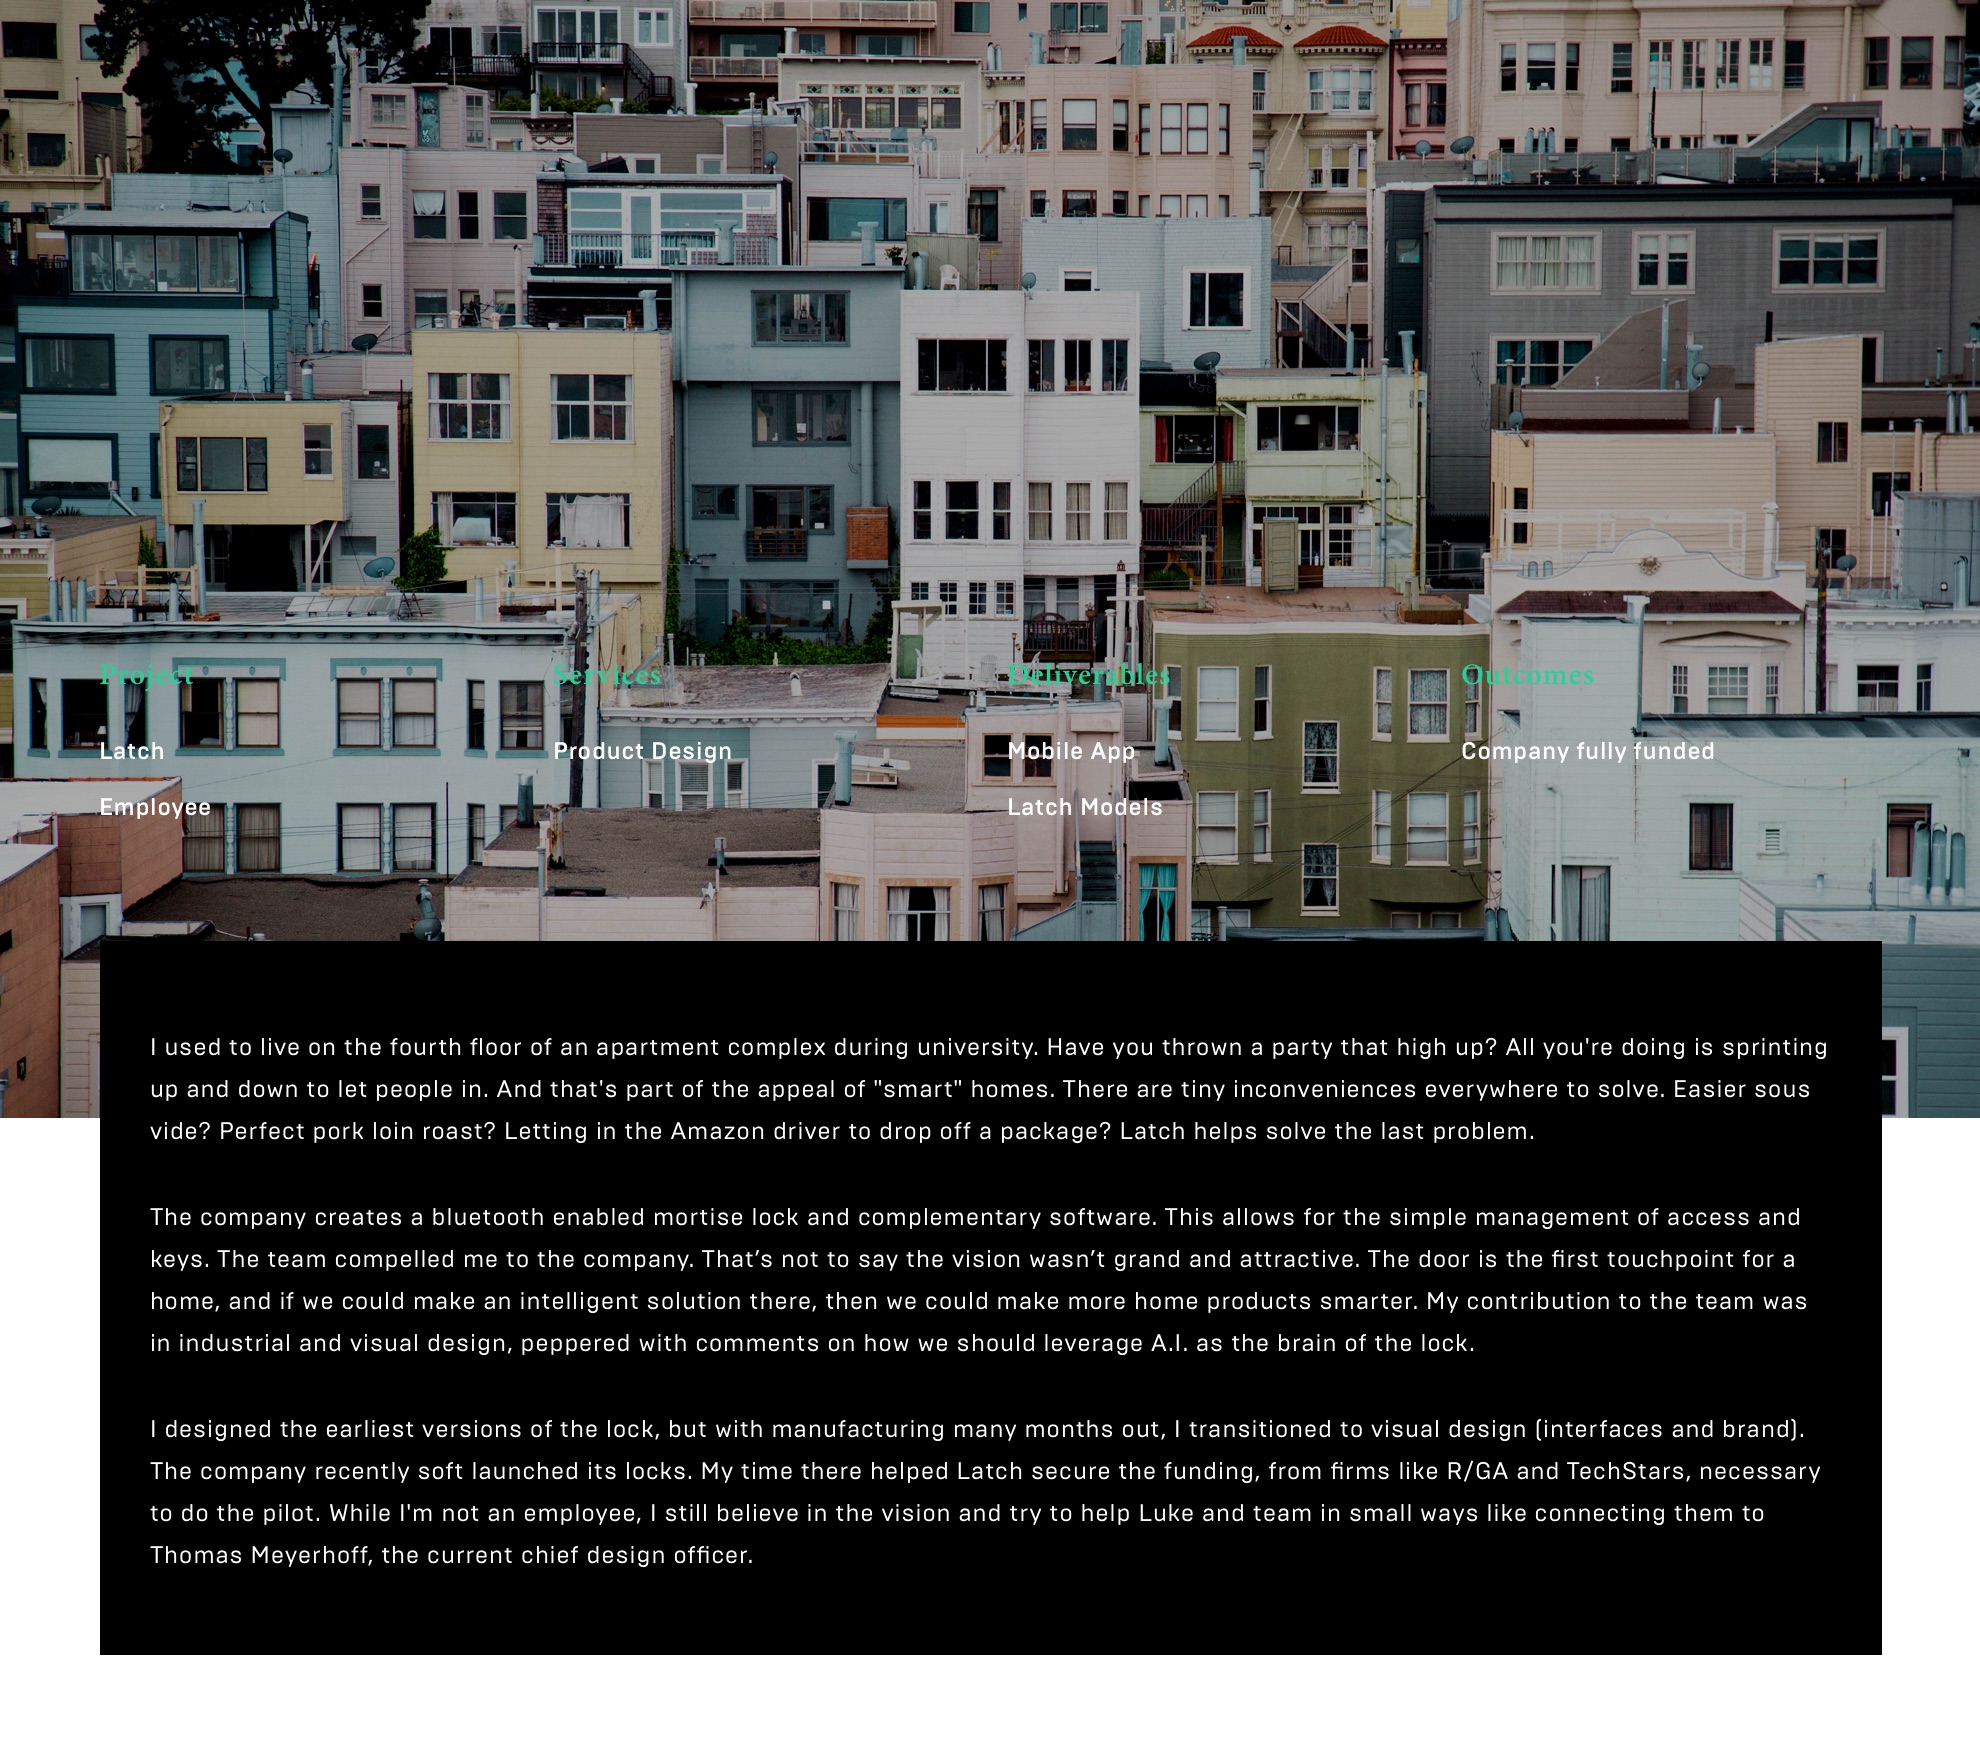 Project
Services
Deliverables
Outcomes
Latch
Product Design
Mobile App
Company fully funded
Employee
Latch Models
I used to live on the fourth floor of an apartment complex during university. Have you thrown a party that high up? All you're doing is sprinting
up and down to let people in. And that's part of the appeal of "smart" homes. There are tiny inconveniences everywhere to solve. Easier sous
vide? Perfect pork loin roast? Letting in the Amazon driver to drop off a package? Latch helps solve the last problem.
The company creates a bluetooth enabled mortise lock and complementary software. This allows for the simple management of access and
keys. The team compelled me to the company. That’s not to say the vision wasn’t grand and attractive. The door is the first touchpoint for a
home, and if we could make an intelligent solution there, then we could make more home products smarter. My contribution to the team was
in industrial and visual design, peppered with comments on how we should leverage A.I. as the brain of the lock.
I designed the earliest versions of the lock, but with manufacturing many months out, I transitioned to visual design (interfaces and brand).
The company recently soft launched its locks. My time there helped Latch secure the funding, from firms like R/GA and TechStars, necessary
to do the pilot. While I'm not an employee, I still believe in the vision and try to help Luke and team in small ways like connecting them to
Thomas Meyerhoff, the current chief design officer.